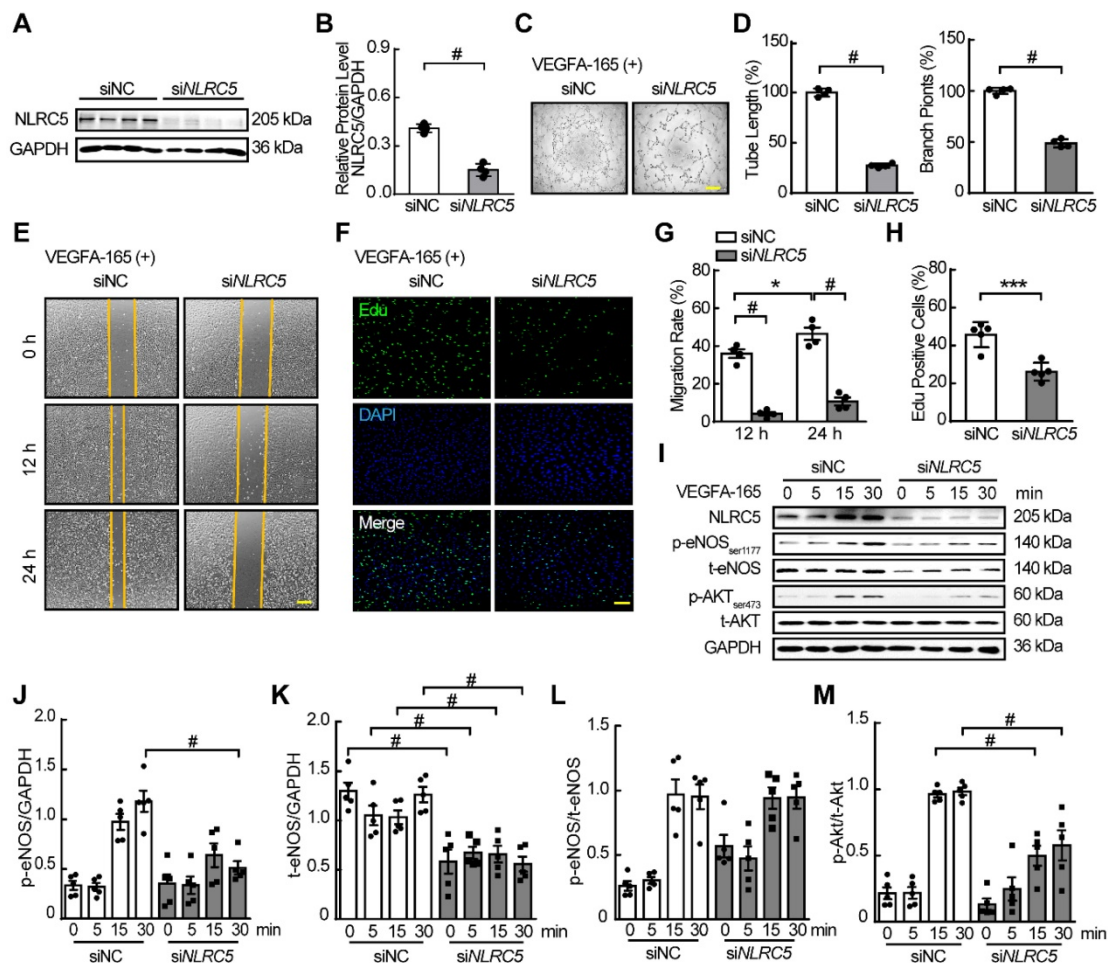 A
siNC siNLRC5
NLRC5 205 kDa
GAPDH 36 kDa
B
Relative Protein Level
NLRC5/GAPDH
0.9
0.6
0.3
0.0
#
siNC siNLRC5
C
VEGFA-165 (+)
siNC siNLRC5
D
Tube Length (%)
150
100
50
0
#
siNC siNLRC5
Branch Pionts (%)
150
100
50
0
#
siNC siNLRC5
E
VEGFA-165 (+)
siNC siNLRC5
0 h
12 h
24 h
F
VEGFA-165 (+)
siNC siNLRC5
Edu
DAPI
Merge
G
siNC
siNLRC5
Migration Rate (%)
80
60
40
20
0
* # #
12 h 24 h
H
Edu Positive Cells (%)
80
60
40
20
0
***
siNC siNLRC5
I
siNC siNLRC5
VEGFA-165 0 5 15 30 0 5 15 30 min
NLRC5 205 kDa
p-eNOSser1177 140 kDa
t-eNOS 140 kDa
p-AKTser473 60 kDa
t-AKT 60 kDa
GAPDH 36 kDa
J
p-eNOS/GAPDH
2.0
1.5
1.0
0.5
0.0
#
0 5 15 30 0 5 15 30 min
siNC siNLRC5
K
t-eNOS/GAPDH
2.0
1.5
1.0
0.5
0.0
#
#
#
#
0 5 15 30 0 5 15 30 min
siNC siNLRC5
L
p-eNOS/t-eNOS
1.5
1.0
0.5
0.0
0 5 15 30 0 5 15 30 min
siNC siNLRC5
M
p-Akt/t-Akt
1.5
1.0
0.5
0.0
#
#
0 5 15 30 0 5 15 30 min
siNC siNLRC5